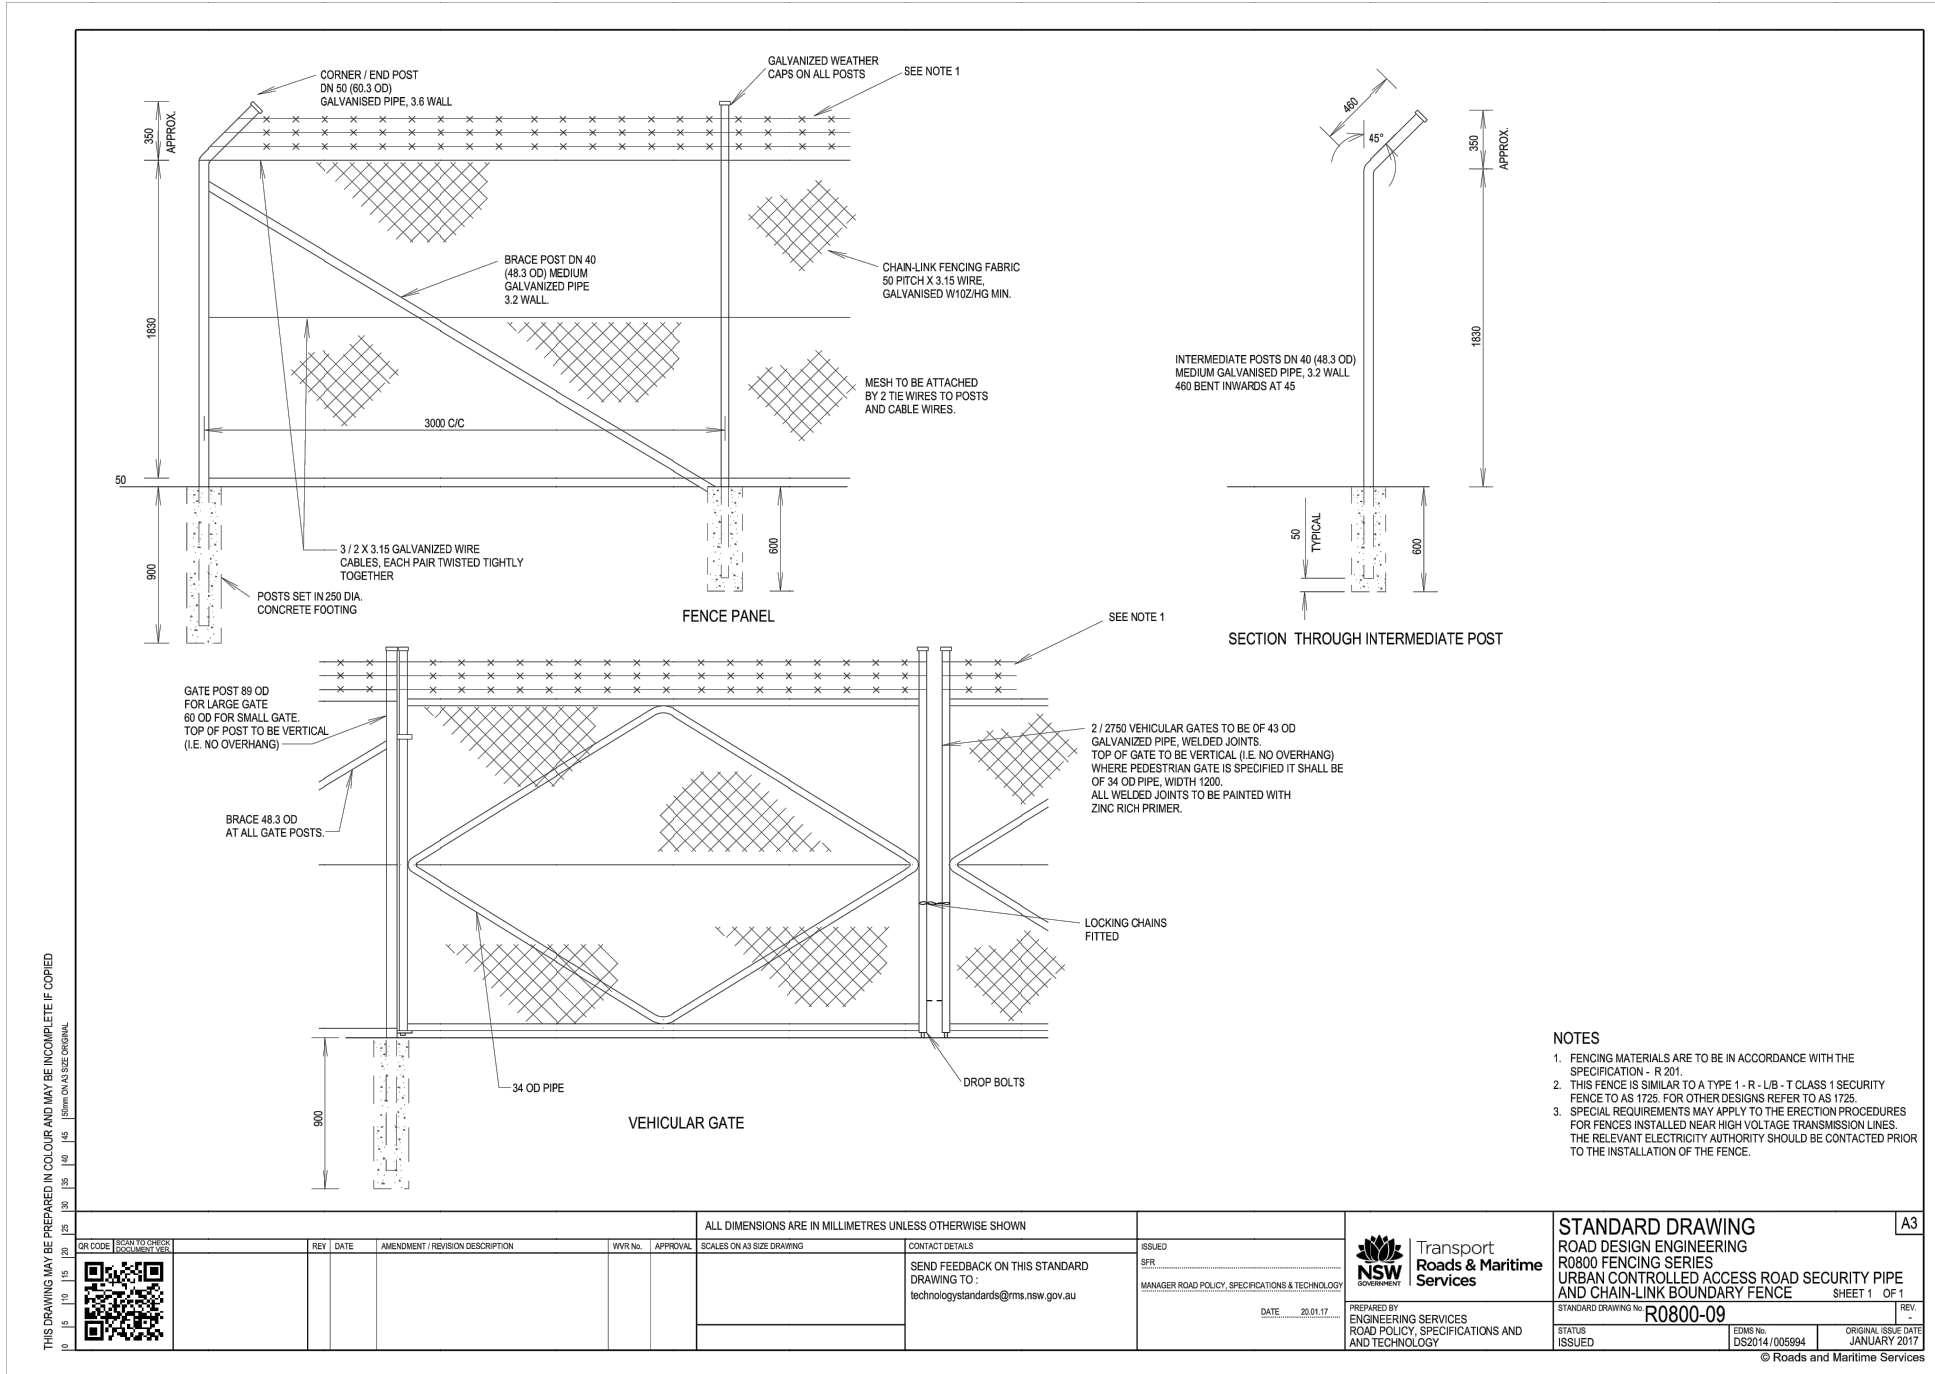 CORNER / END POST
DN 50 (60.3 OD)
GALVANISED PIPE, 3.6 WALL
GALVANIZED WEATHER
CAPS ON ALL POSTS
SEE NOTE 1
350
APPROX.
BRACE POST DN 40
(48.3 OD) MEDIUM
GALVANIZED PIPE
3.2 WALL.
CHAIN-LINK FENCING FABRIC
50 PITCH X 3.15 WIRE,
GALVANISED W10Z/HG MIN.
1830
MESH TO BE ATTACHED
BY 2 TIE WIRES TO POSTS
AND CABLE WIRES.
3000 C/C
50
900
600
3 / 2 X 3.15 GALVANIZED WIRE
CABLES, EACH PAIR TWISTED TIGHTLY
TOGETHER
POSTS SET IN 250 DIA.
CONCRETE FOOTING
FENCE PANEL
460
45°
350
APPROX.
1830
INTERMEDIATE POSTS DN 40 (48.3 OD)
MEDIUM GALVANISED PIPE, 3.2 WALL
460 BENT INWARDS AT 45
50
TYPICAL
600
SECTION THROUGH INTERMEDIATE POST
SEE NOTE 1
GATE POST 89 OD
FOR LARGE GATE
60 OD FOR SMALL GATE.
TOP OF POST TO BE VERTICAL
(I.E. NO OVERHANG)
BRACE 48.3 OD
AT ALL GATE POSTS.
2 / 2750 VEHICULAR GATES TO BE OF 43 OD
GALVANIZED PIPE, WELDED JOINTS.
TOP OF GATE TO BE VERTICAL (I.E. NO OVERHANG)
WHERE PEDESTRIAN GATE IS SPECIFIED IT SHALL BE
OF 34 OD PIPE, WIDTH 1200.
ALL WELDED JOINTS TO BE PAINTED WITH
ZINC RICH PRIMER.
LOCKING CHAINS
FITTED
34 OD PIPE
DROP BOLTS
900
VEHICULAR GATE
NOTES
1. FENCING MATERIALS ARE TO BE IN ACCORDANCE WITH THE
SPECIFICATION - R 201.
2. THIS FENCE IS SIMILAR TO A TYPE 1 - R - L/B - T CLASS 1 SECURITY
FENCE TO AS 1725. FOR OTHER DESIGNS REFER TO AS 1725.
3. SPECIAL REQUIREMENTS MAY APPLY TO THE ERECTION PROCEDURES
FOR FENCES INSTALLED NEAR HIGH VOLTAGE TRANSMISSION LINES.
THE RELEVANT ELECTRICITY AUTHORITY SHOULD BE CONTACTED PRIOR
TO THE INSTALLATION OF THE FENCE.
THIS DRAWING MAY BE PREPARED IN COLOUR AND MAY BE INCOMPLETE IF COPIED
0 5 10 15 20 25 30 35 40 45 50mm ON A3 SIZE ORIGINAL
QR CODE
SCAN TO CHECK
DOCUMENT VER.
REV DATE AMENDMENT / REVISION DESCRIPTION WVR No. APPROVAL
ALL DIMENSIONS ARE IN MILLIMETRES UNLESS OTHERWISE SHOWN
SCALES ON A3 SIZE DRAWING
CONTACT DETAILS
SEND FEEDBACK ON THIS STANDARD
DRAWING TO :
technologystandards@rms.nsw.gov.au
ISSUED
SFR
MANAGER ROAD POLICY, SPECIFICATIONS & TECHNOLOGY
DATE 20.01.17
NSW
GOVERNMENT
Transport
Roads & Maritime
Services
PREPARED BY
ENGINEERING SERVICES
ROAD POLICY, SPECIFICATIONS AND
AND TECHNOLOGY
STANDARD DRAWING
A3
ROAD DESIGN ENGINEERING
R0800 FENCING SERIES
URBAN CONTROLLED ACCESS ROAD SECURITY PIPE
AND CHAIN-LINK BOUNDARY FENCE SHEET 1 OF 1
STANDARD DRAWING No. R0800-09
REV.
-
STATUS
ISSUED
EDMS No.
DS2014 / 005994
ORIGINAL ISSUE DATE
JANUARY 2017
© Roads and Maritime Services